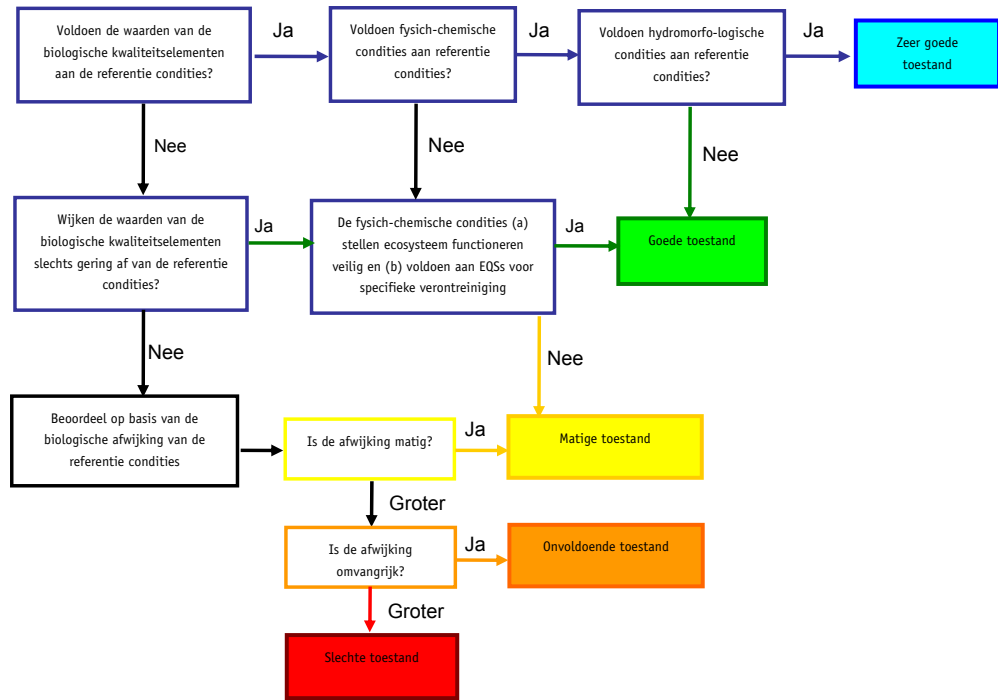 Voldoen de waarden van de
biologische kwaliteitselementen
aan de referentie condities?
Ja
Voldoen fysich-chemische
condities aan referentie
condities?
Ja
Voldoen hydromorfo-logische
condities aan referentie
condities?
Ja
Zeer goede
toestand
Nee
Nee
Nee
Wijken de waarden van de
biologische kwaliteitselementen
slechts gering af van de referentie
condities?
Ja
De fysich-chemische condities (a)
stellen ecosysteem functioneren
veilig en (b) voldoen aan EQSs voor
specifieke verontreiniging
Ja
Goede toestand
Nee
Nee
Beoordeel op basis van de
biologische afwijking van de
referentie condities
Is de afwijking matig?
Ja
Matige toestand
Groter
Is de afwijking
omvangrijk?
Ja
Onvoldoende toestand
Groter
Slechte toestand